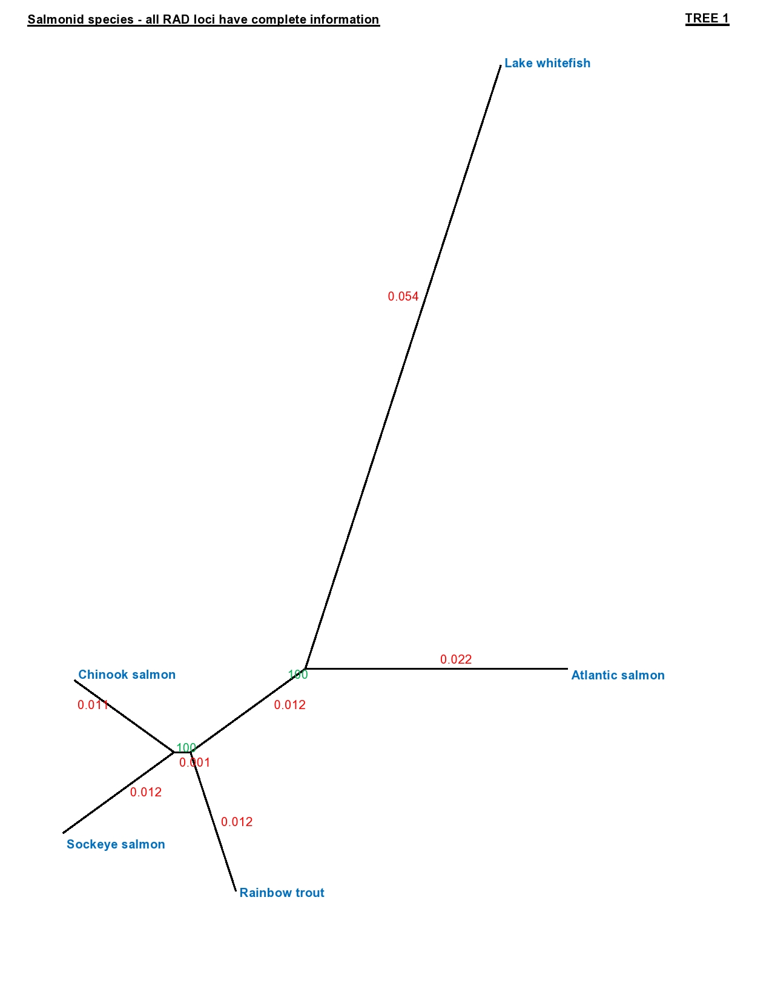 Salmonid species - all RAD loci have complete information
TREE 1
Lake whitefish
0.054
0.022
Atlantic salmon
100
Chinook salmon
0.011
0.012
100
0.001
0.012
0.012
Sockeye salmon
Rainbow trout